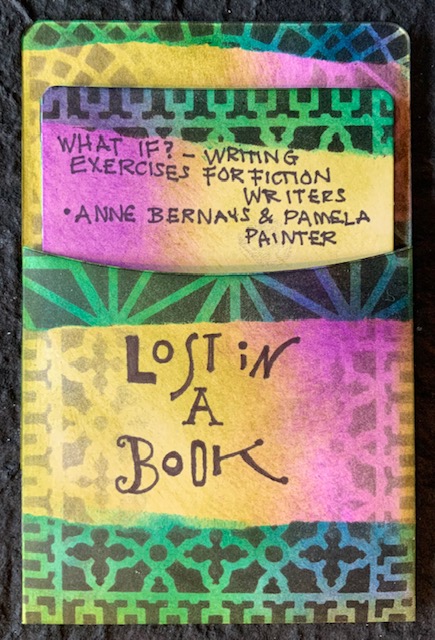 WHAT IF? - WRITING
EXERCISES FOR FICTION
WRITERS
• ANNE BERNAYS & PAMELA
PAINTER
LOST IN
A
BOOK